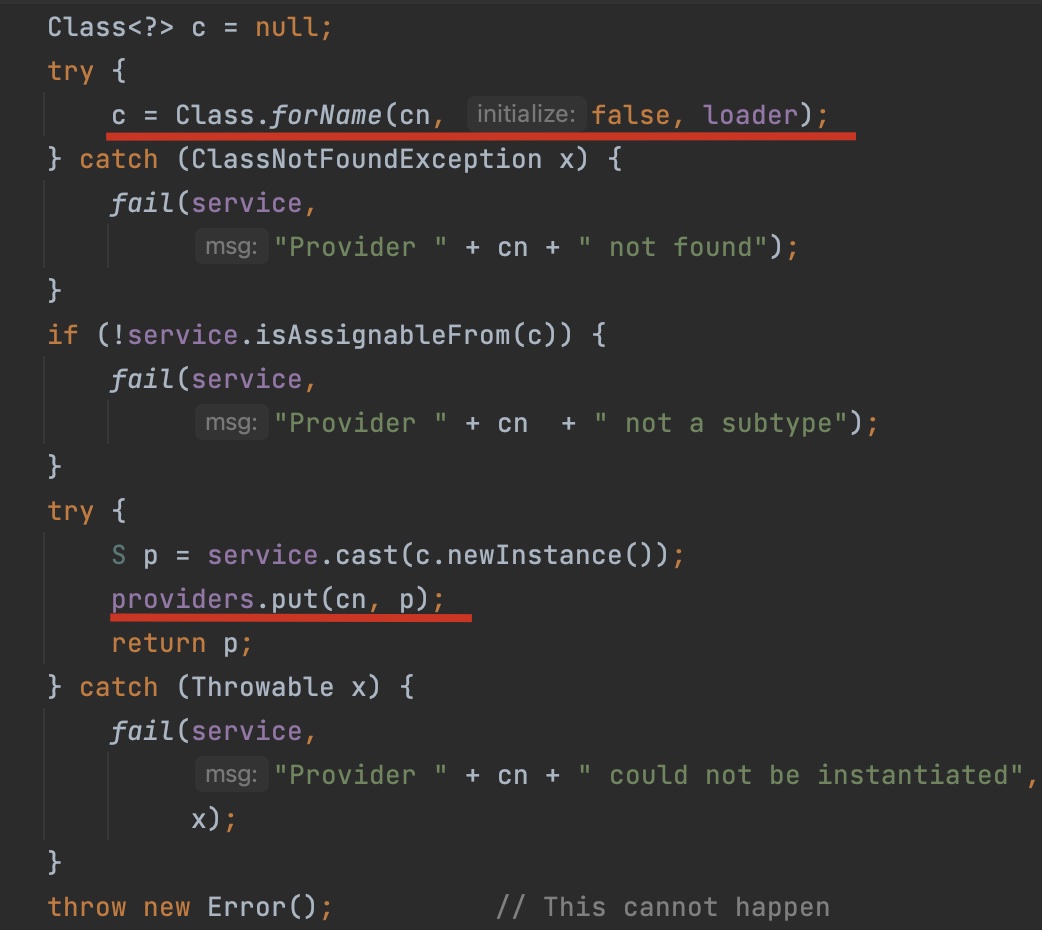 Class<?> c = null;
try {
    c = Class.forName(cn, initialize: false, loader);
} catch (ClassNotFoundException x) {
    fail(service,
         msg: "Provider " + cn + " not found");
}
if (!service.isAssignableFrom(c)) {
    fail(service,
         msg: "Provider " + cn  + " not a subtype");
}
try {
    S p = service.cast(c.newInstance());
    providers.put(cn, p);
    return p;
} catch (Throwable x) {
    fail(service,
         msg: "Provider " + cn + " could not be instantiated",
         x);
}
throw new Error();          // This cannot happen